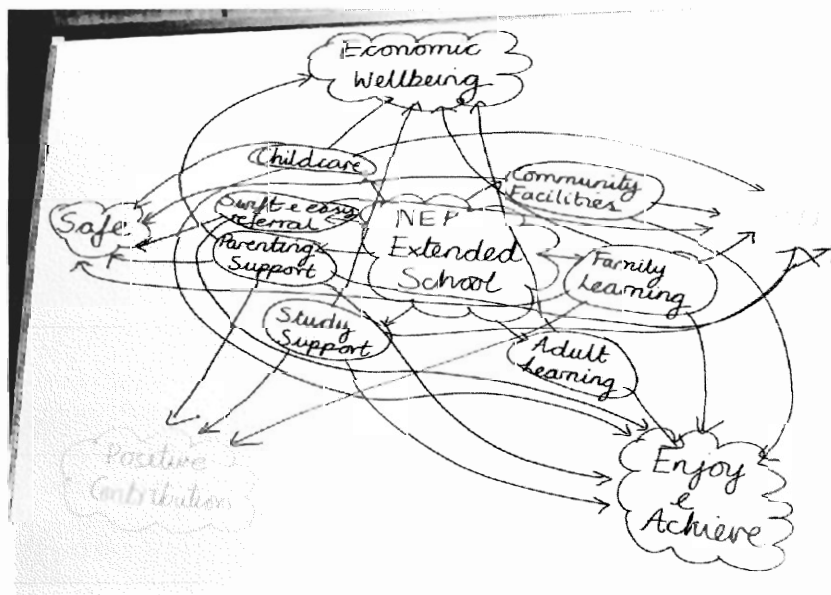 Economic
Wellbeing
Childcare
Community
Facilities
Safe
Swift & easy
referral
NEP
Extended
School
Parenting
Support
Family
Learning
Study
Support
Adult
Learning
Positive
Contribution
Enjoy
&
Achieve